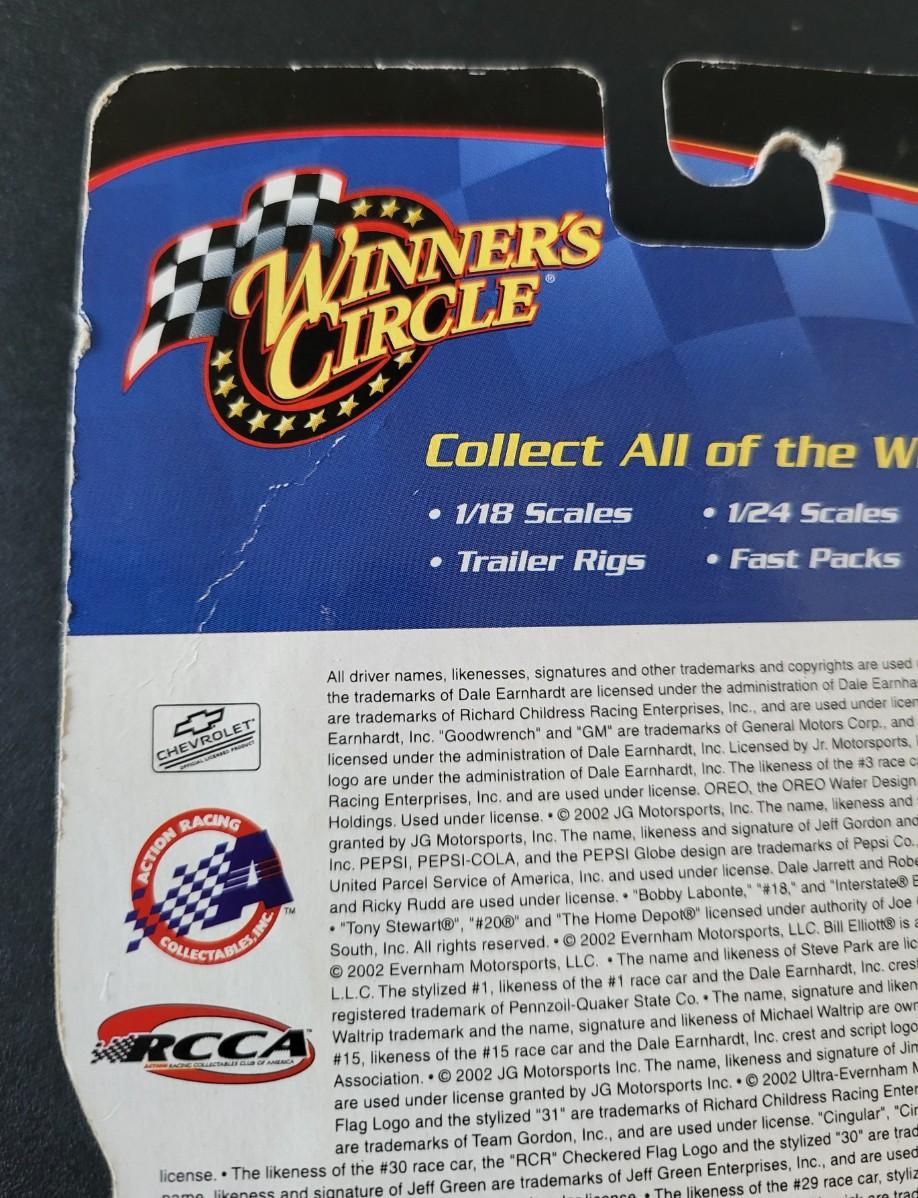 WINNER'S
CIRCLE®
Collect All of the
• 1/18 Scales • 1/24 Scales
• Trailer Rigs • Fast Packs
CHEVROLET
OFFICIAL LICENSED PRODUCT
ACTION RACING
COLLECTABLES, INC.
TM
RCCA
ACTION RACING COLLECTABLES CLUB OF AMERICA
All driver names, likenesses, signatures and other trademarks and copyrights are used
the trademarks of Dale Earnhardt are licensed under the administration of Dale
are trademarks of Richard Childress Racing Enterprises, Inc., and are used under
Earnhardt, Inc. "Goodwrench" and "GM" are trademarks of General Motors Corp., and
licensed under the administration of Dale Earnhardt, Inc. Licensed by Jr. Motorsports,
logo are under the administration of Dale Earnhardt, Inc. The likeness of the #3 race
Racing Enterprises, Inc. and are used under license. OREO, the OREO Wafer Design
Holdings. Used under license. • © 2002 JG Motorsports, Inc. The name, likeness and
granted by JG Motorsports, Inc. The name, likeness and signature of Jeff Gordon and
Inc. PEPSI, PEPSI-COLA, and the PEPSI Globe design are trademarks of Pepsi Co.,
United Parcel Service of America, Inc. and used under license. Dale Jarrett and
and Ricky Rudd are used under license. • "Bobby Labonte," "#18," and "Interstate®
• "Tony Stewart®", "#20®" and "The Home Depot®" licensed under authority of Joe
South, Inc. All rights reserved. • © 2002 Evernham Motorsports, LLC. Bill Elliott® is
© 2002 Evernham Motorsports, LLC. • The name and likeness of Steve Park are
L.L.C. The stylized #1, likeness of the #1 race car and the Dale Earnhardt, Inc.
registered trademark of Pennzoil-Quaker State Co. • The name, signature and
Waltrip trademark and the name, signature and likeness of Michael Waltrip are
#15, likeness of the #15 race car and the Dale Earnhardt, Inc. crest and script
Association. • © 2002 JG Motorsports Inc. The name, likeness and signature of
are used under license granted by JG Motorsports Inc. • © 2002 Ultra-Evernham
Flag Logo and the stylized "31" are trademarks of Richard Childress Racing
are trademarks of Team Gordon, Inc., and are used under license. "Cingular",
license. • The likeness of the #30 race car, the "RCR" Checkered Flag Logo and the stylized "30" are
name, likeness and signature of Jeff Green are trademarks of Jeff Green Enterprises, Inc., and are used
license. • The likeness of the #29 race car,